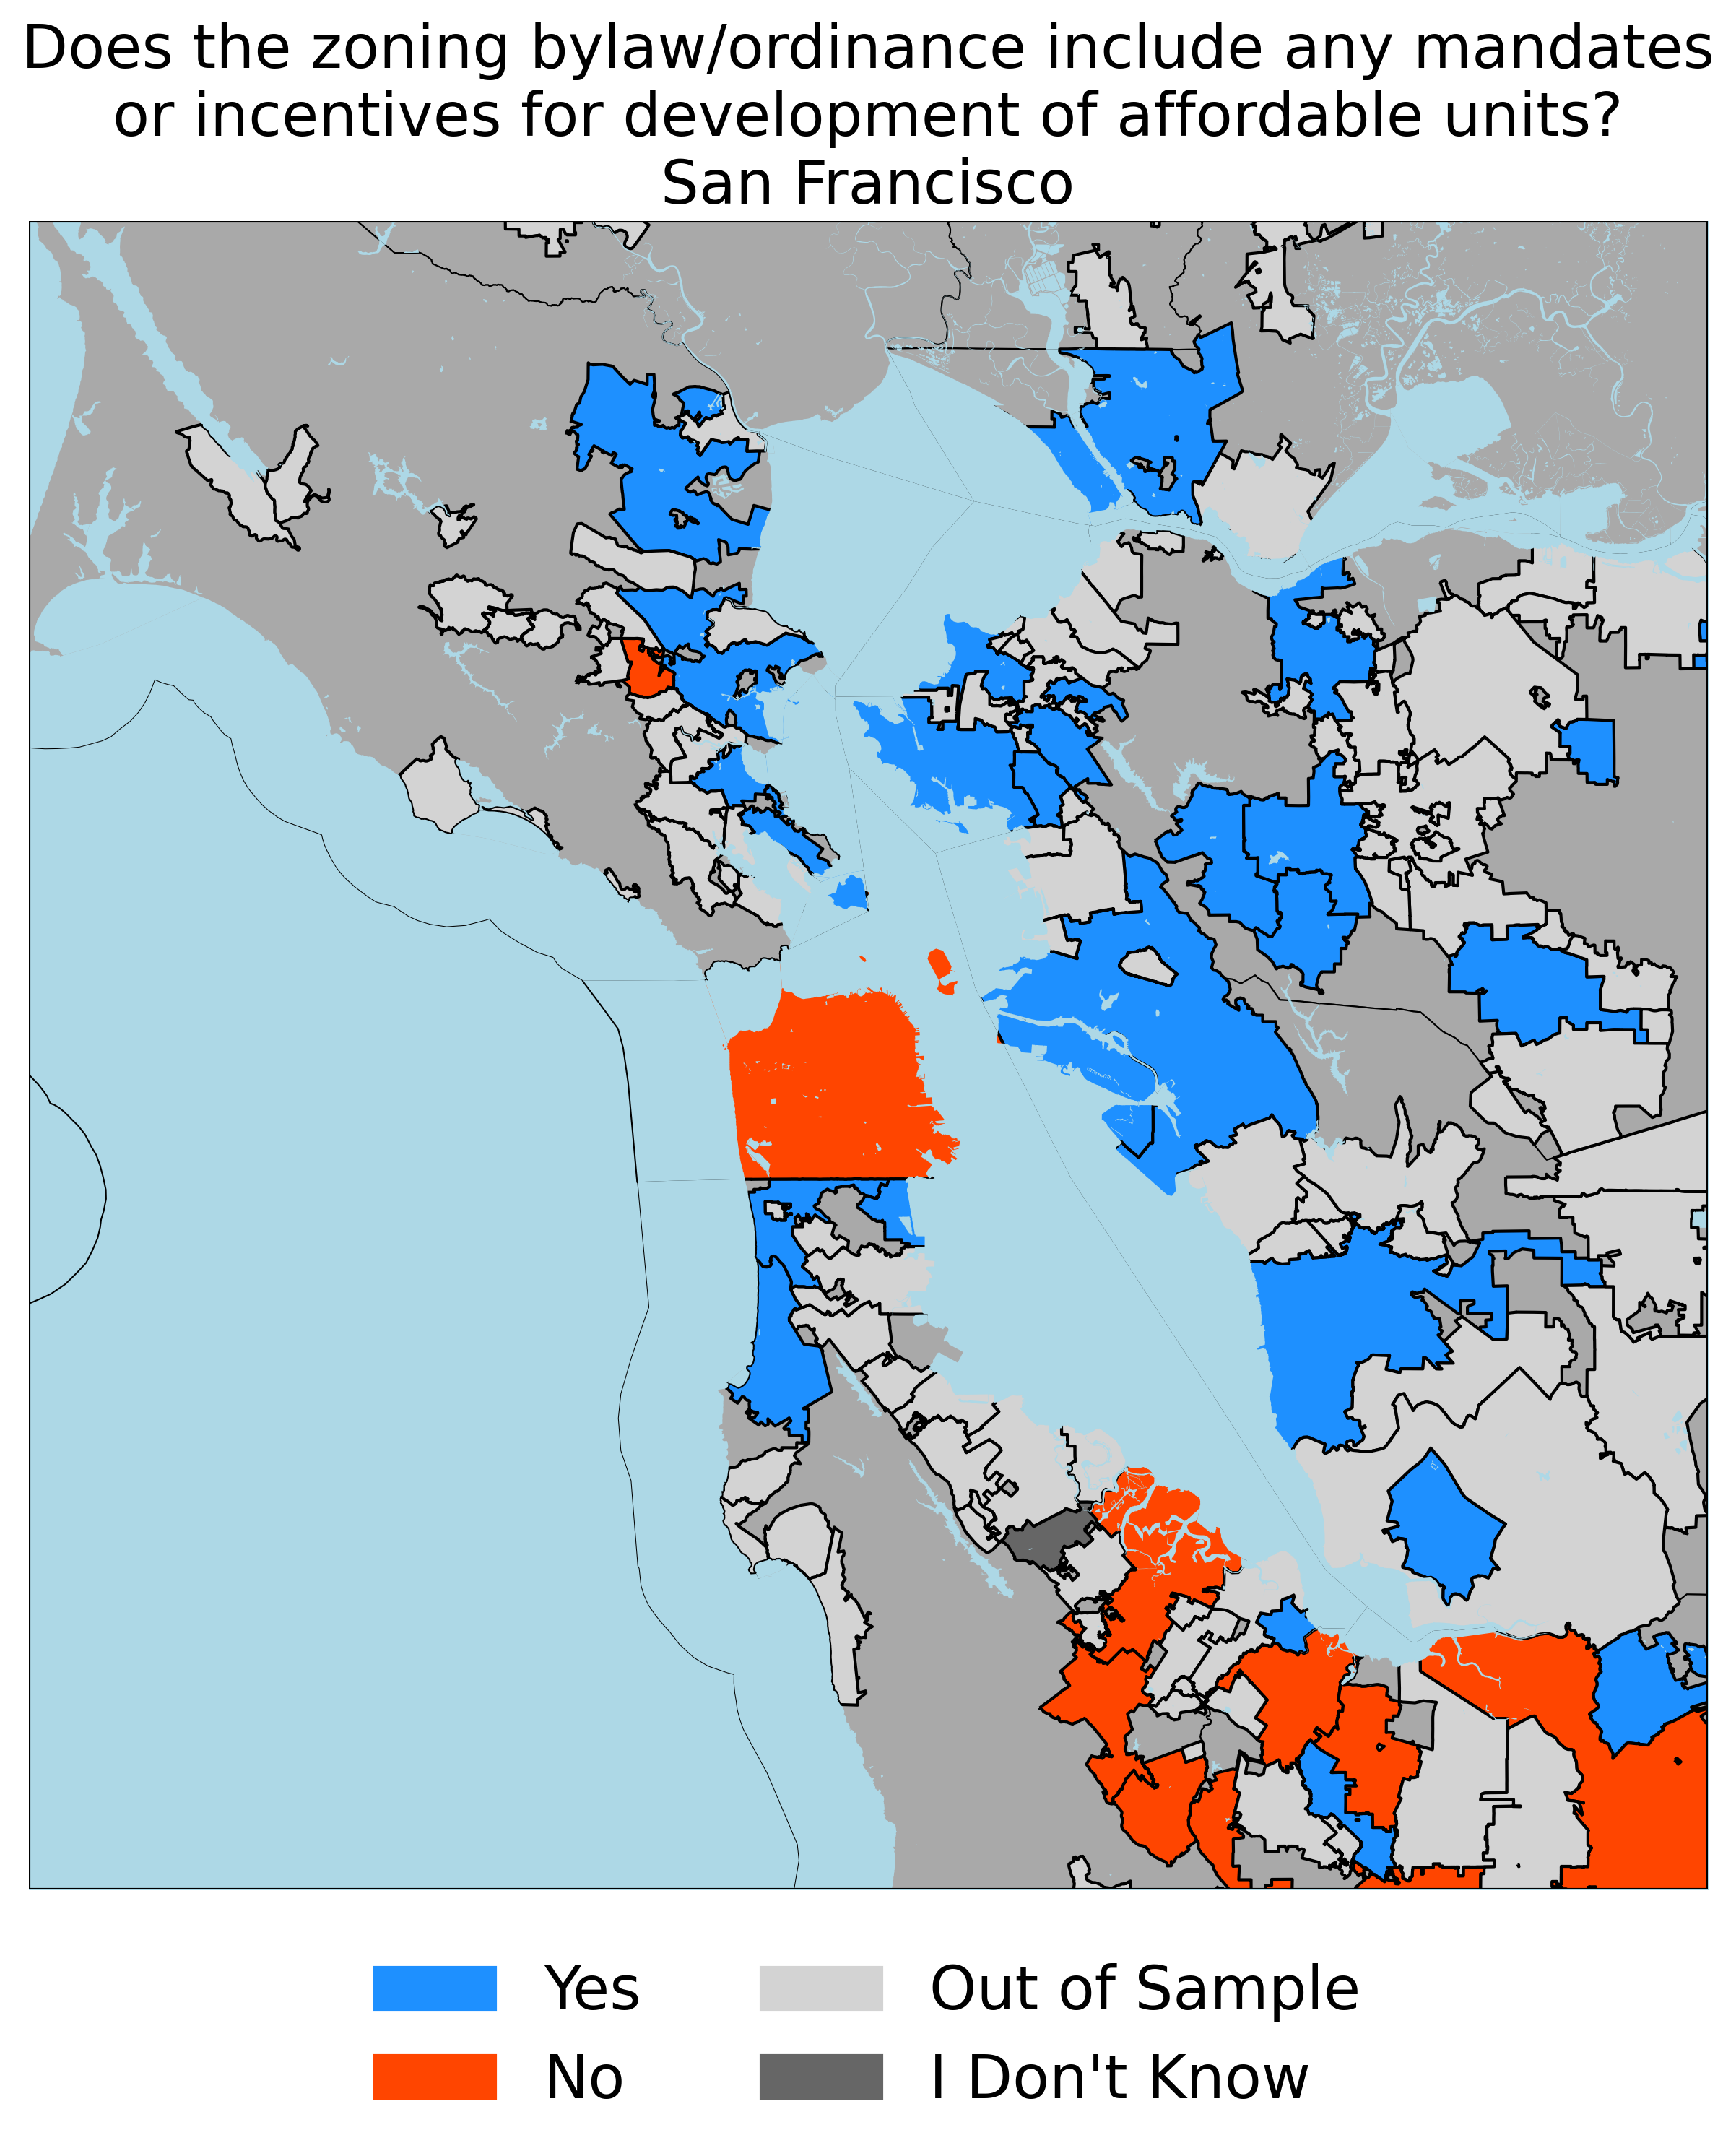 Does the zoning bylaw/ordinance include any mandates
or incentives for development of affordable units?
San Francisco
Yes
Out of Sample
No
I Don't Know